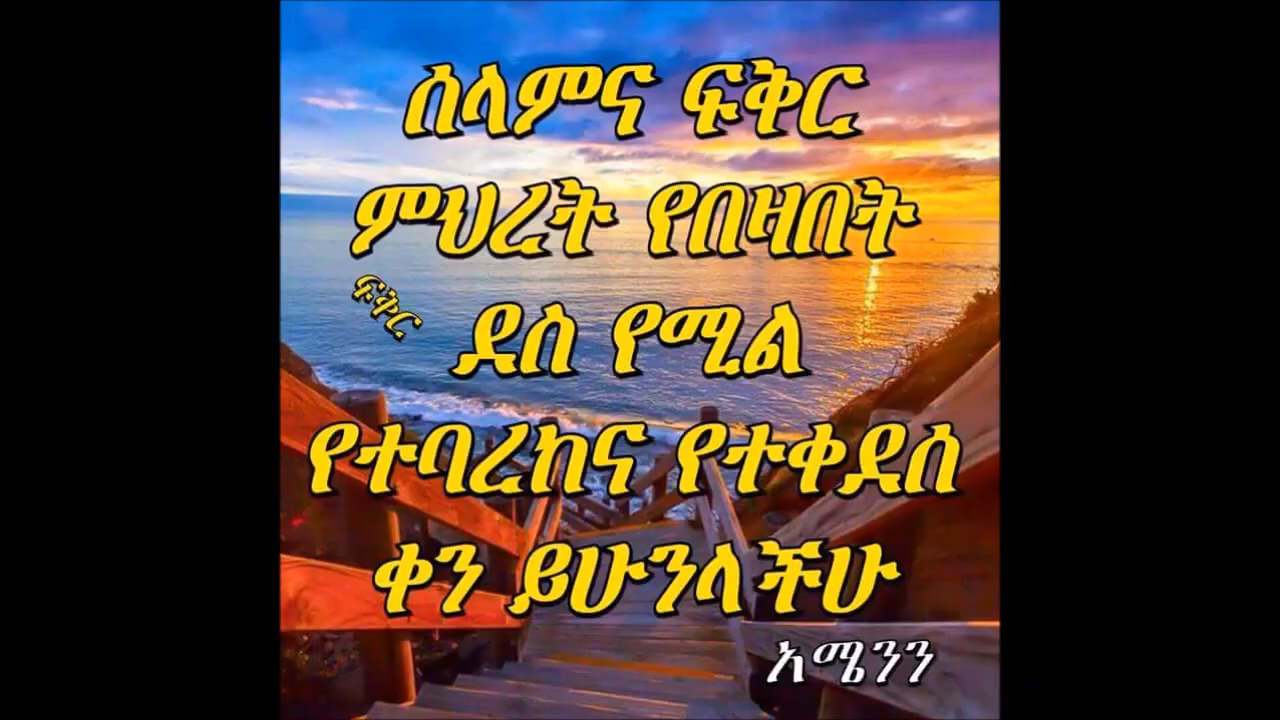 ሰላምና ፍቅር
ምህረት የበዛበት
ፍቅር
ደስ የሚል
የተባረከና የተቀደሰ
ቀን ይሁንላችሁ
አሜንን